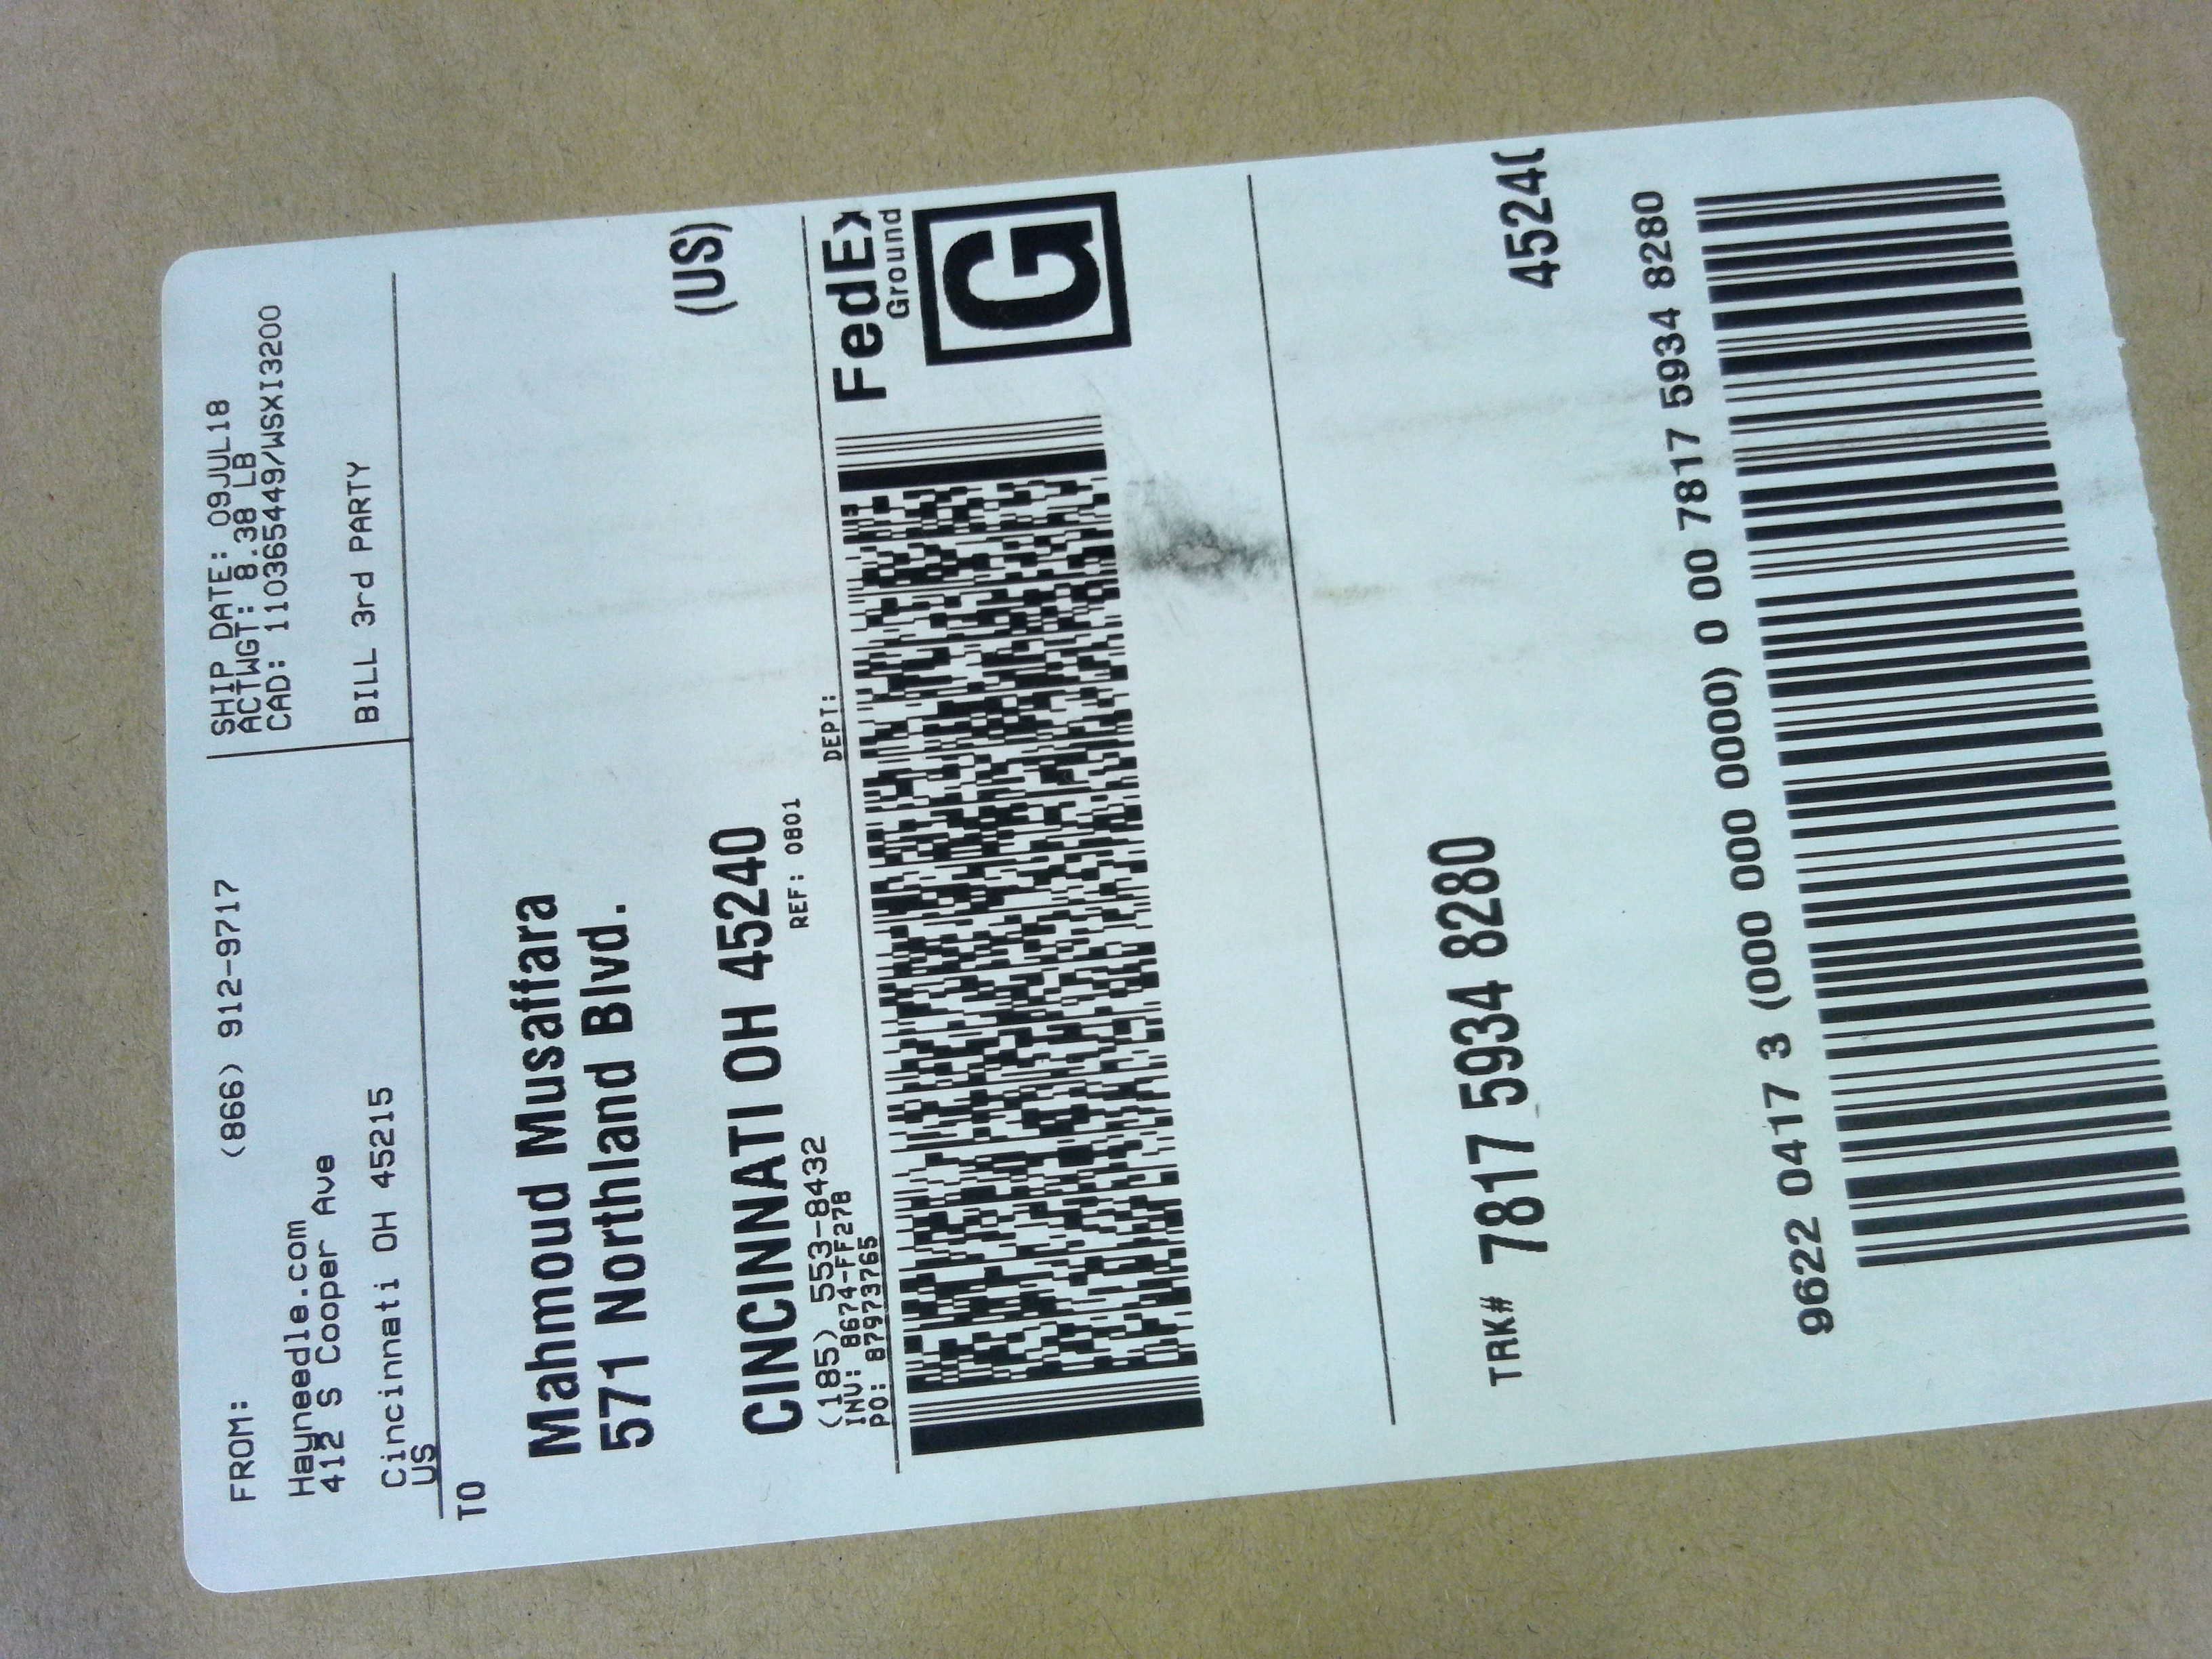 FROM: (866) 912-9717
Hayneedle.com
412 S Cooper Ave
Cincinnati OH 45215
US
SHIP DATE: 09JUL18
ACTWGT: 8.38 LB
CAD: 110365449/WSXI3200
BILL 3rd PARTY
TO
Mahmoud Musaffara
571 Northland Blvd.
(US)
CINCINNATI OH 45240
REF: 0801
(185) 553-8432
INV: 8674-FF278
PO: 87973765
DEPT:
FedEx
Ground
G
TRK# 7817 5934 8280
45240
9622 0417 3 (000 000 0000) 0 00 7817 5934 8280